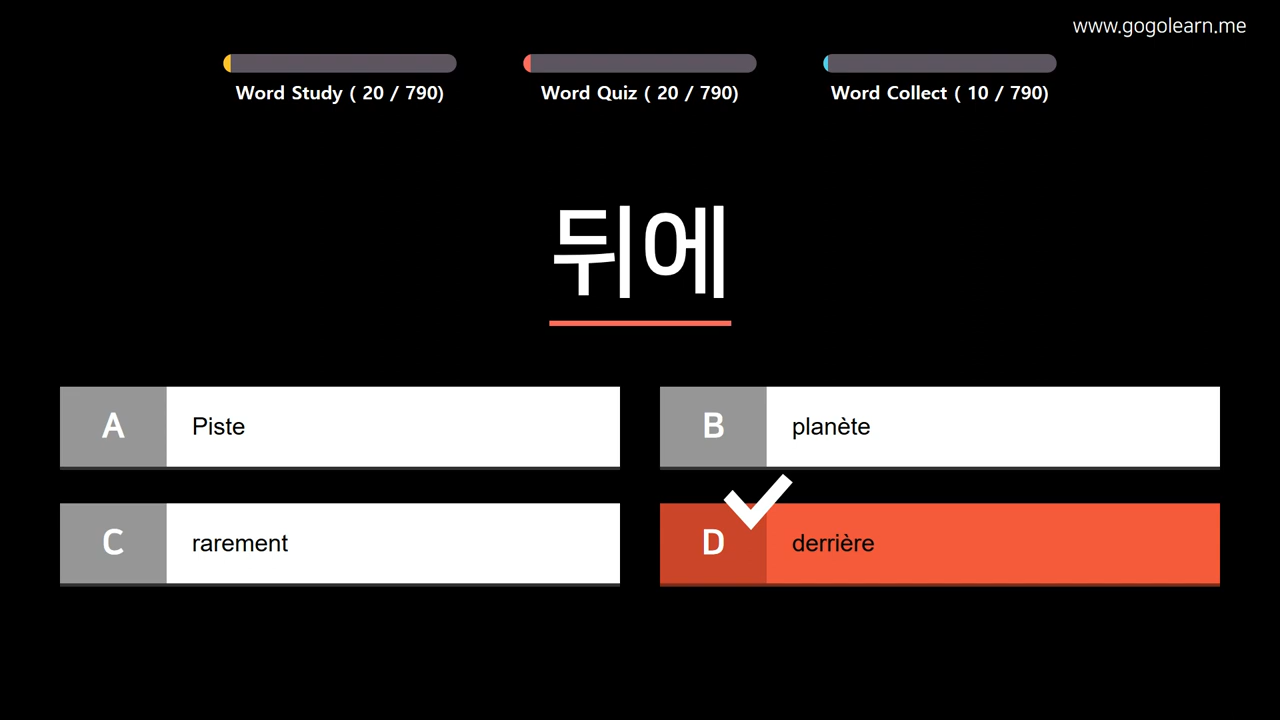 www.gogolearn.me
Word Study ( 20 / 790)
Word Quiz ( 20 / 790)
Word Collect ( 10 / 790)
뒤에
A Piste
B planète
C rarement
D derrière